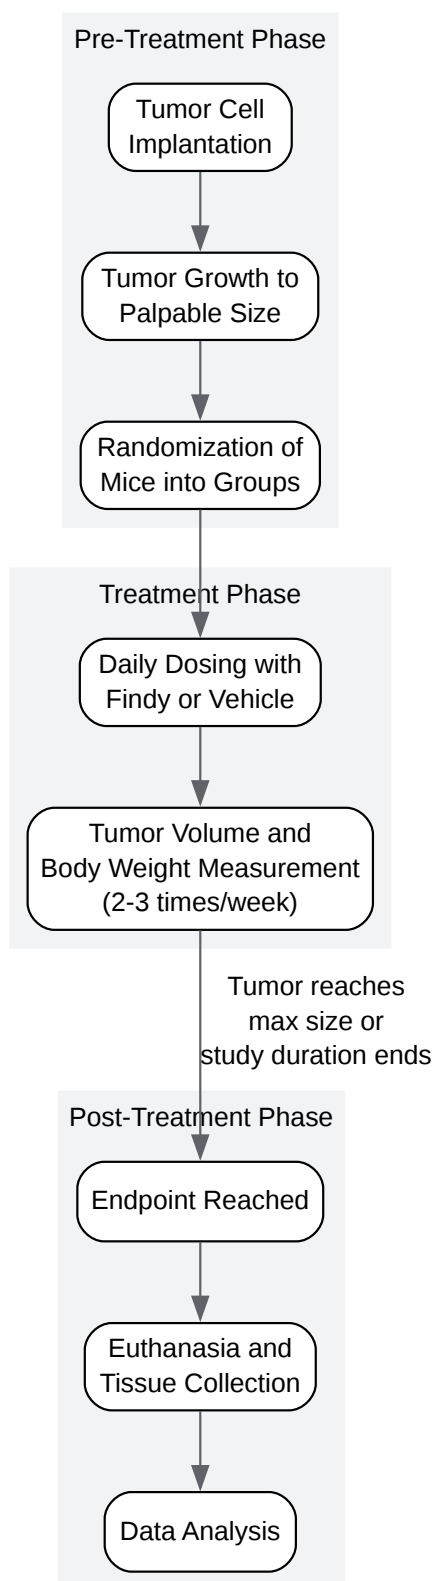 Pre-Treatment Phase
Tumor Cell
Implantation
Tumor Growth to
Palpable Size
Randomization of
Mice into Groups
Treatment Phase
Daily Dosing with
Findy or Vehicle
Tumor Volume and
Body Weight Measurement
(2-3 times/week)
Tumor reaches
max size or
study duration ends
Post-Treatment Phase
Endpoint Reached
Euthanasia and
Tissue Collection
Data Analysis